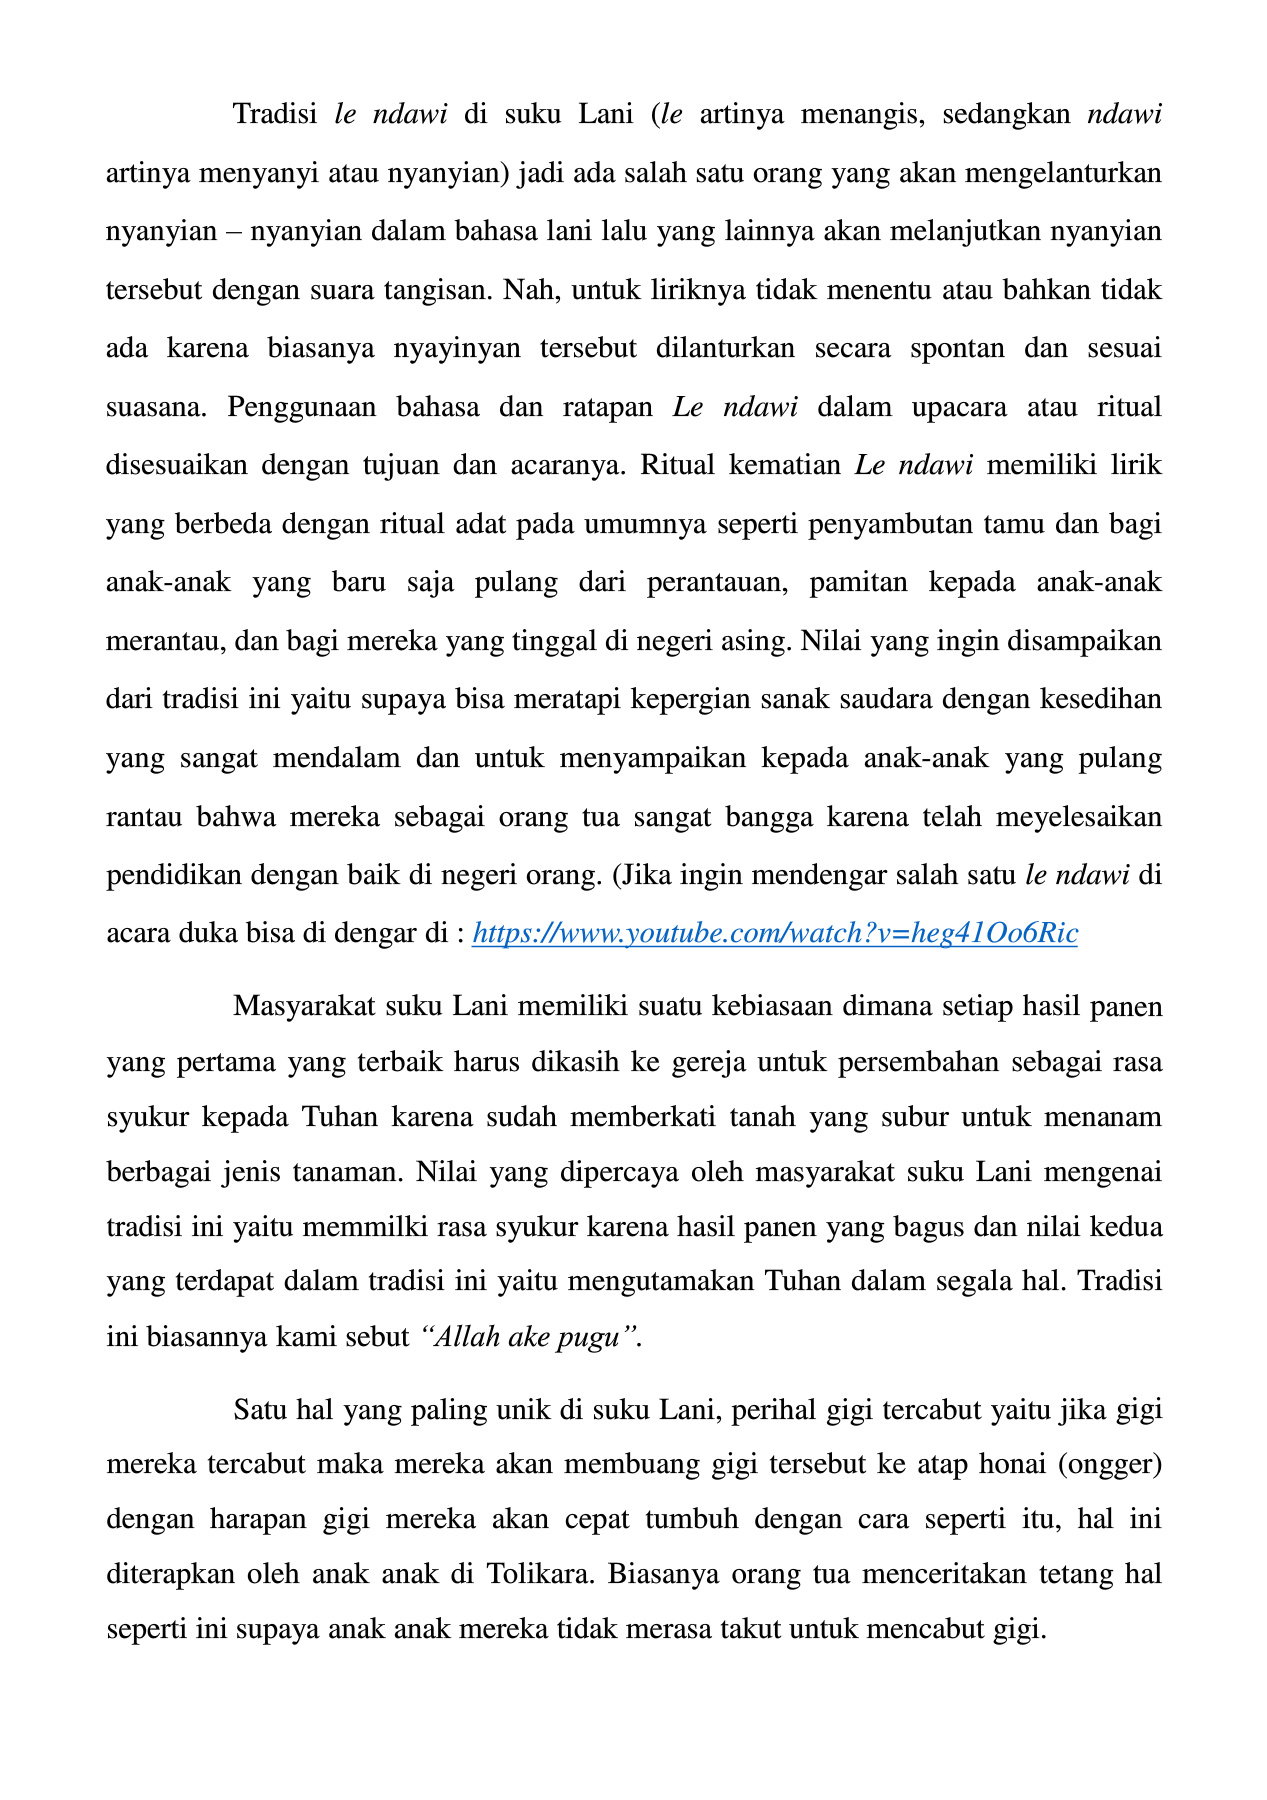 Tradisi le ndawi di suku Lani (le artinya menangis, sedangkan ndawi
artinya menyanyi atau nyanyian) jadi ada salah satu orang yang akan mengelanturkan
nyanyian – nyanyian dalam bahasa lani lalu yang lainnya akan melanjutkan nyanyian
tersebut dengan suara tangisan. Nah, untuk liriknya tidak menentu atau bahkan tidak
ada karena biasanya nyayinyan tersebut dilanturkan secara spontan dan sesuai
suasana. Penggunaan bahasa dan ratapan Le ndawi dalam upacara atau ritual
disesuaikan dengan tujuan dan acaranya. Ritual kematian Le ndawi memiliki lirik
yang berbeda dengan ritual adat pada umumnya seperti penyambutan tamu dan bagi
anak-anak yang baru saja pulang dari perantauan, pamitan kepada anak-anak
merantau, dan bagi mereka yang tinggal di negeri asing. Nilai yang ingin disampaikan
dari tradisi ini yaitu supaya bisa meratapi kepergian sanak saudara dengan kesedihan
yang sangat mendalam dan untuk menyampaikan kepada anak-anak yang pulang
rantau bahwa mereka sebagai orang tua sangat bangga karena telah meyelesaikan
pendidikan dengan baik di negeri orang. (Jika ingin mendengar salah satu le ndawi di
acara duka bisa di dengar di : https://www.youtube.com/watch?v=heg41Oo6Ric
Masyarakat suku Lani memiliki suatu kebiasaan dimana setiap hasil panen
yang pertama yang terbaik harus dikasih ke gereja untuk persembahan sebagai rasa
syukur kepada Tuhan karena sudah memberkati tanah yang subur untuk menanam
berbagai jenis tanaman. Nilai yang dipercaya oleh masyarakat suku Lani mengenai
tradisi ini yaitu memmilki rasa syukur karena hasil panen yang bagus dan nilai kedua
yang terdapat dalam tradisi ini yaitu mengutamakan Tuhan dalam segala hal. Tradisi
ini biasannya kami sebut “Allah ake pugu”.
Satu hal yang paling unik di suku Lani, perihal gigi tercabut yaitu jika gigi
mereka tercabut maka mereka akan membuang gigi tersebut ke atap honai (ongger)
dengan harapan gigi mereka akan cepat tumbuh dengan cara seperti itu, hal ini
diterapkan oleh anak anak di Tolikara. Biasanya orang tua menceritakan tetang hal
seperti ini supaya anak anak mereka tidak merasa takut untuk mencabut gigi.